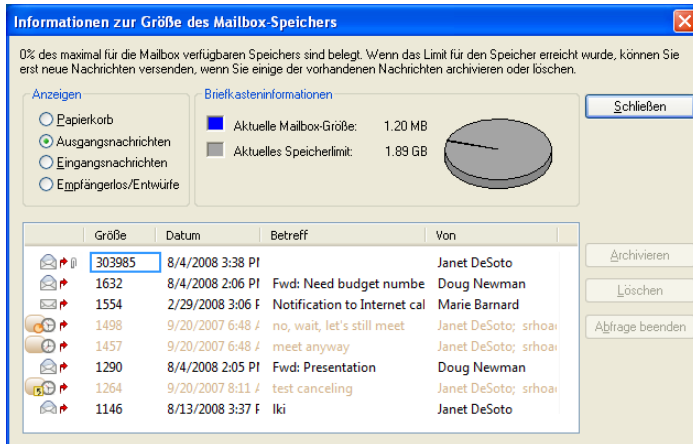 Informationen zur Größe des Mailbox-Speichers
0% des maximal für die Mailbox verfügbaren Speichers sind belegt. Wenn das Limit für den Speicher erreicht wurde, können Sie
erst neue Nachrichten versenden, wenn Sie einige der vorhandenen Nachrichten archivieren oder löschen.
Anzeigen
Papierkorb
Ausgangsnachrichten
Eingangsnachrichten
Empfängerlos/Entwürfe
Briefkasteninformationen
Aktuelle Mailbox-Größe: 1.20 MB
Aktuelles Speicherlimit: 1.89 GB
Schließen
Größe Datum Betreff Von
303985 8/4/2008 3:38 PM Janet DeSoto
1632 8/4/2008 2:06 PM Fwd: Need budget numbe Doug Newman
1554 2/29/2008 3:06 P Notification to Internet cal Marie Barnard
1498 9/20/2007 6:48 A no, wait, let's still meet Janet DeSoto; srhoad
1457 9/20/2007 6:48 A meet anyway Janet DeSoto; srhoad
1290 8/4/2008 2:05 PM Fwd: Presentation Doug Newman
1264 9/20/2007 8:11 A test canceling Janet DeSoto; srhoad
1146 8/13/2008 3:37 P Iki Janet DeSoto
Archivieren
Löschen
Abfrage beenden